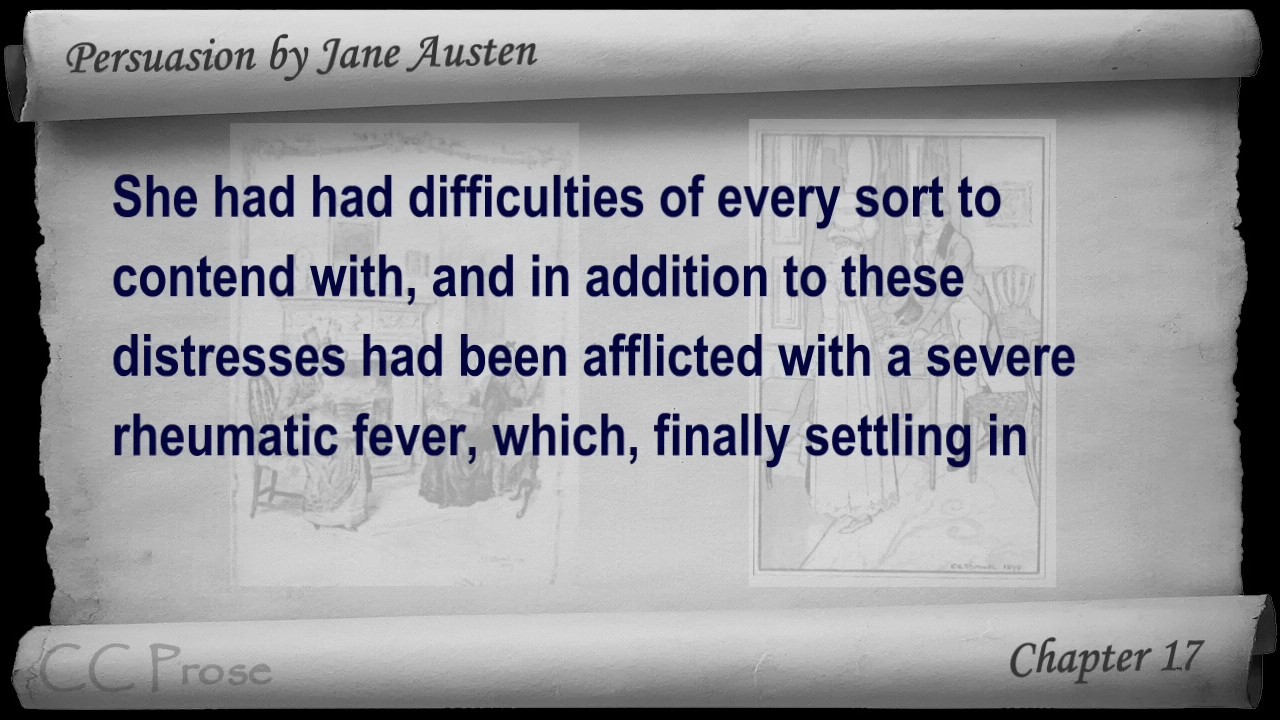 Persuasion by Jane Austen
She had had difficulties of every sort to
contend with, and in addition to these
distresses had been afflicted with a severe
rheumatic fever, which, finally settling in
CC Prose
Chapter 17